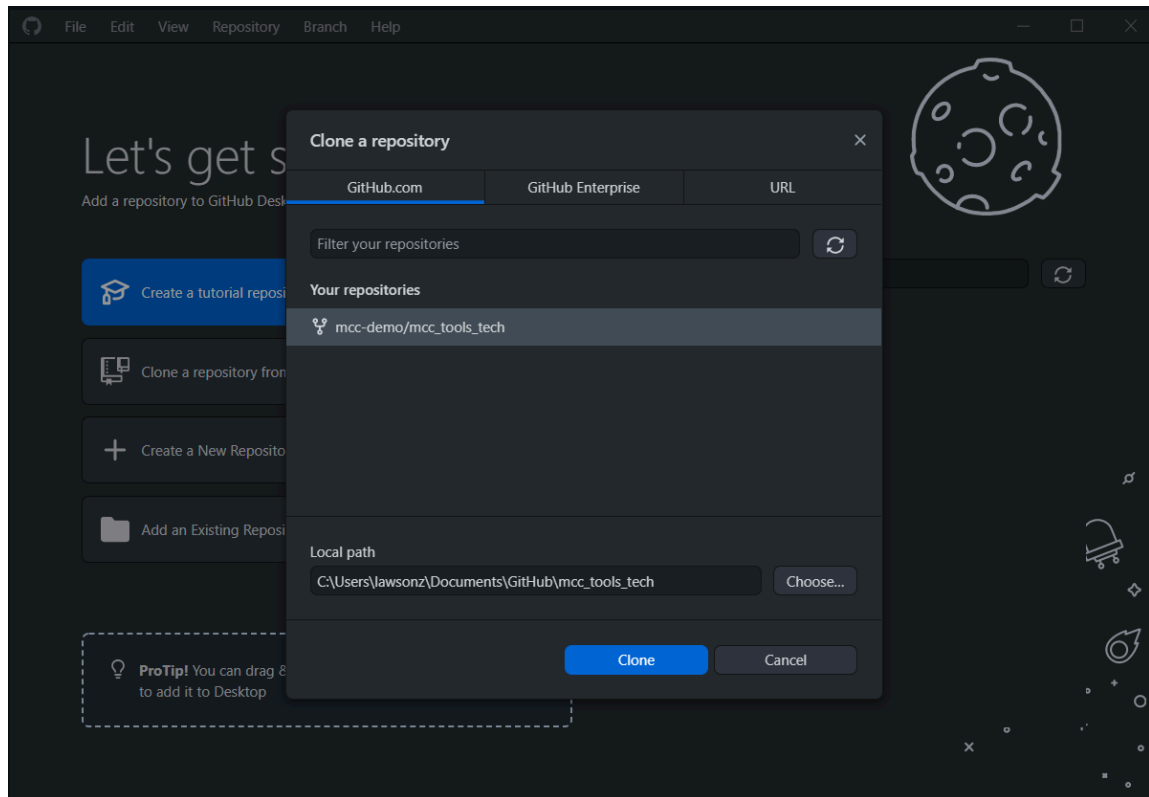 File Edit View Repository Branch Help
Let's get s
Add a repository to GitHub Desk
Create a tutorial reposi
Clone a repository from
Create a New Reposito
Add an Existing Reposi
ProTip! You can drag &
to add it to Desktop
Clone a repository
GitHub.com GitHub Enterprise URL
Filter your repositories
Your repositories
mcc-demo/mcc_tools_tech
Local path
C:\Users\lawsonz\Documents\GitHub\mcc_tools_tech Choose...
Clone Cancel